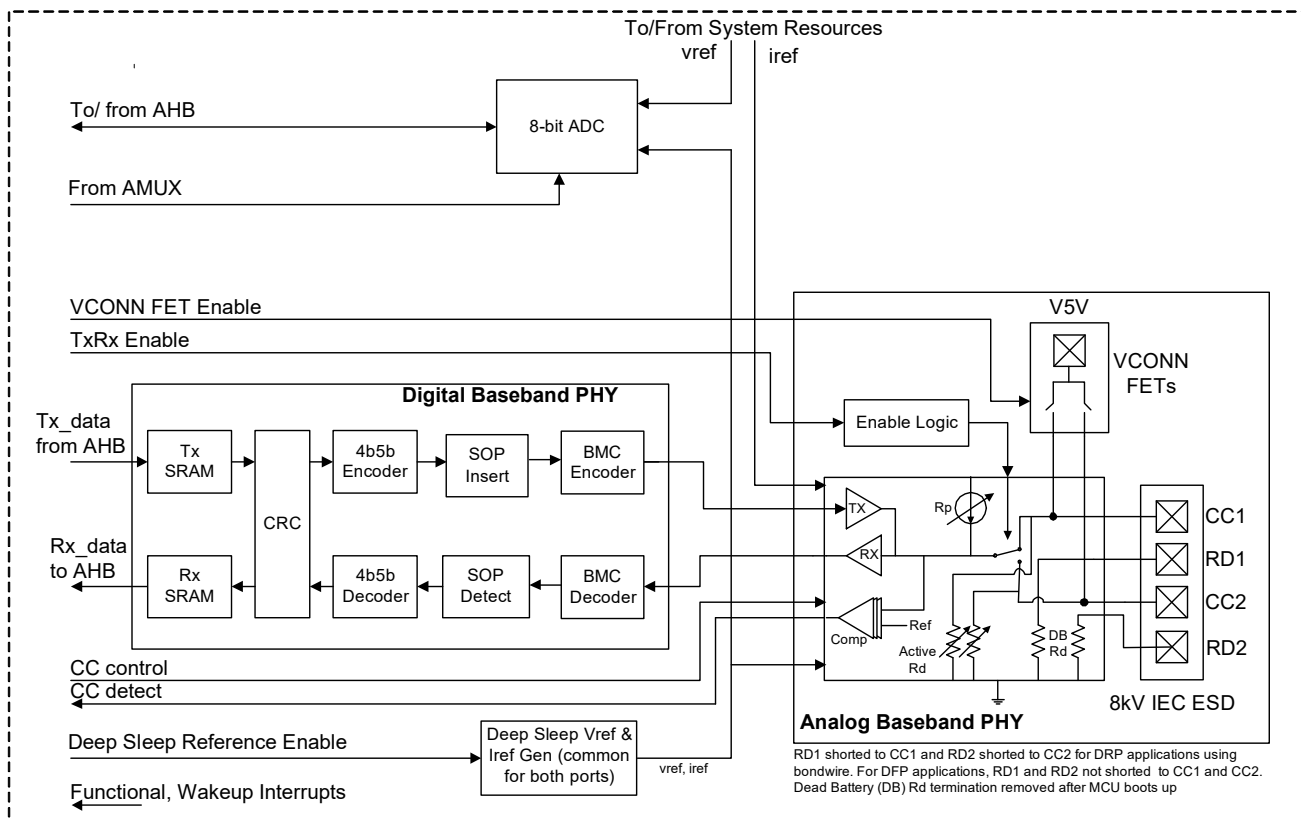 To/From System Resources
vref
iref
To/ from AHB
8-bit ADC
From AMUX
VCONN FET Enable
TxRx Enable
V5V
VCONN
FETs
Digital Baseband PHY
Enable Logic
Tx_data
from AHB
Tx
SRAM
CRC
4b5b
Encoder
SOP
Insert
BMC
Encoder
TX
Rp
CC1
Rx_data
to AHB
Rx
SRAM
4b5b
Decoder
SOP
Detect
BMC
Decoder
RX
RD1
CC2
Comp
Ref
Active
Rd
DB
Rd
RD2
CC control
CC detect
8kV IEC ESD
Analog Baseband PHY
Deep Sleep Reference Enable
Deep Sleep Vref &
Iref Gen (common
for both ports)
vref, iref
RD1 shorted to CC1 and RD2 shorted to CC2 for DRP applications using
bondwire. For DFP applications, RD1 and RD2 not shorted to CC1 and CC2.
Dead Battery (DB) Rd termination removed after MCU boots up
Functional, Wakeup Interrupts